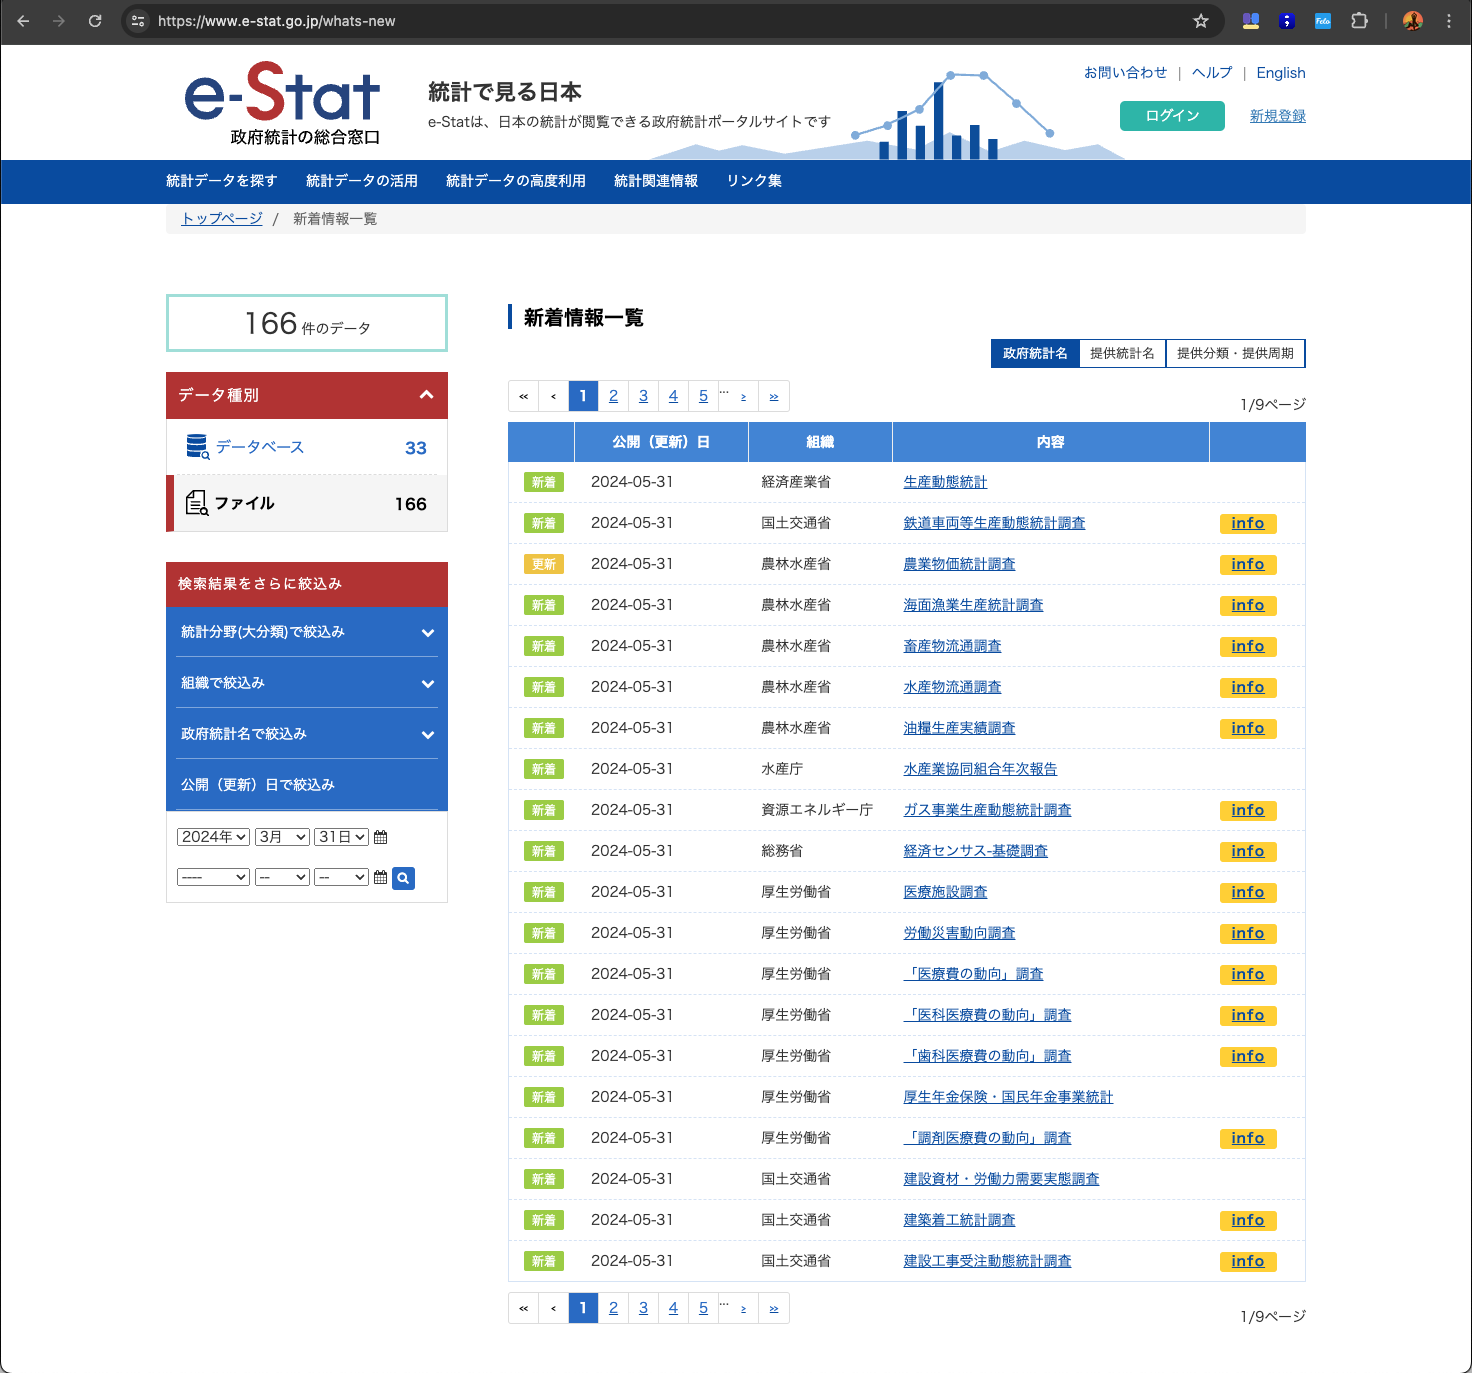 https://www.e-stat.go.jp/whats-new
Felo
e-Stat
政府統計の総合窓口
統計で見る日本
e-Statは、日本の統計が閲覧できる政府統計ポータルサイトです
お問い合わせ | ヘルプ | English
ログイン 新規登録
統計データを探す 統計データの活用 統計データの高度利用 統計関連情報 リンク集
トップページ / 新着情報一覧
166 件のデータ
データ種別
データベース 33
ファイル 166
検索結果をさらに絞込み
統計分野(大分類)で絞込み
組織で絞込み
政府統計名で絞込み
公開（更新）日で絞込み
2024年 3月 31日
---- -- --
新着情報一覧
政府統計名 提供統計名 提供分類・提供周期
« ‹ 1 2 3 4 5 … › »
1/9ページ
公開（更新）日 組織 内容
新着 2024-05-31 経済産業省 生産動態統計
新着 2024-05-31 国土交通省 鉄道車両等生産動態統計調査 info
更新 2024-05-31 農林水産省 農業物価統計調査 info
新着 2024-05-31 農林水産省 海面漁業生産統計調査 info
新着 2024-05-31 農林水産省 畜産物流通調査 info
新着 2024-05-31 農林水産省 水産物流通調査 info
新着 2024-05-31 農林水産省 油糧生産実績調査 info
新着 2024-05-31 水産庁 水産業協同組合年次報告
新着 2024-05-31 資源エネルギー庁 ガス事業生産動態統計調査 info
新着 2024-05-31 総務省 経済センサス‐基礎調査 info
新着 2024-05-31 厚生労働省 医療施設調査 info
新着 2024-05-31 厚生労働省 労働災害動向調査 info
新着 2024-05-31 厚生労働省 「医療費の動向」調査 info
新着 2024-05-31 厚生労働省 「医科医療費の動向」調査 info
新着 2024-05-31 厚生労働省 「歯科医療費の動向」調査 info
新着 2024-05-31 厚生労働省 厚生年金保険・国民年金事業統計
新着 2024-05-31 厚生労働省 「調剤医療費の動向」調査 info
新着 2024-05-31 国土交通省 建設資材・労働力需要実態調査
新着 2024-05-31 国土交通省 建築着工統計調査 info
新着 2024-05-31 国土交通省 建設工事受注動態統計調査 info
« ‹ 1 2 3 4 5 … › »
1/9ページ